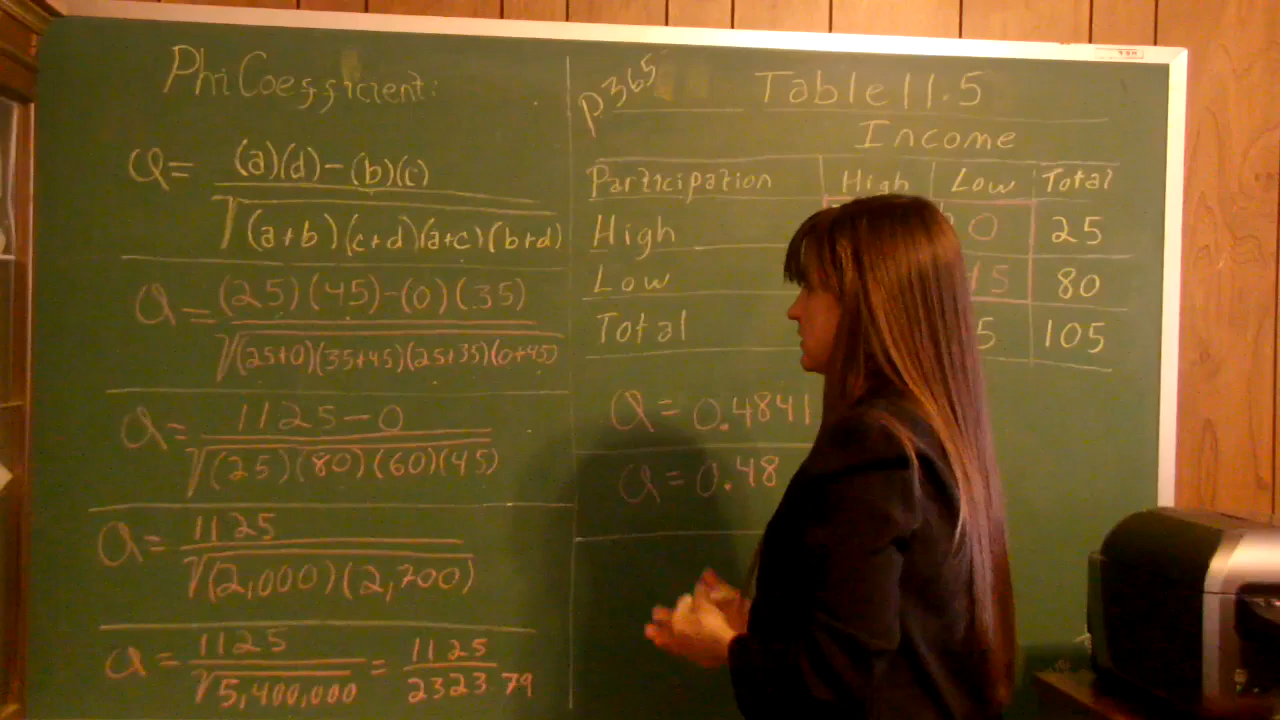 Phi Coefficient:
Q = (a)(d) - (b)(c)
√(a+b)(c+d)(a+c)(b+d)
Q = (25)(45) - (0)(35)
√(25+0)(35+45)(25+35)(0+45)
Q = 1125 - 0
√(25)(80)(60)(45)
Q = 1125
√(2,000)(2,700)
Q = 1125 = 1125
√5,400,000 2323.79
P365 Table 11.5
Income
Participation High Low Total
High 0 25
Low 80
Total 105
Q = 0.4841
Q = 0.48